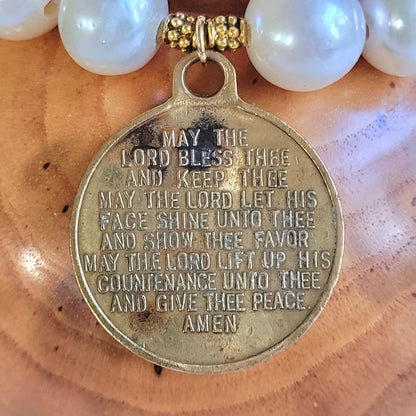 MAY THE
LORD BLESS THEE
AND KEEP THEE
MAY THE LORD LET HIS
FACE SHINE UNTO THEE
AND SHOW THEE FAVOR
MAY THE LORD LIFT UP HIS
COUNTENANCE UNTO THEE
AND GIVE THEE PEACE.
AMEN